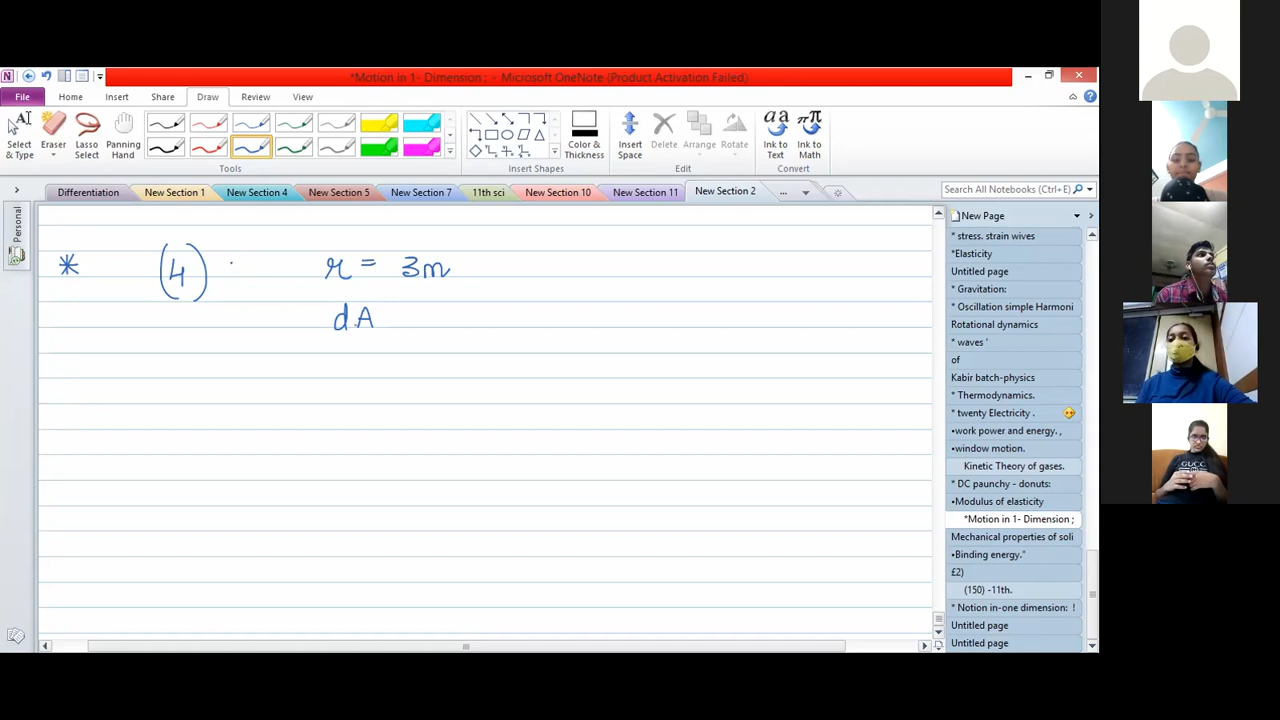 *Motion in 1- Dimension ; - Microsoft OneNote (Product Activation Failed)
File Home Insert Share Draw Review View
Select & Type
Eraser
Lasso Select
Panning Hand
Tools
Insert Shapes
Color & Thickness
Insert Space
Delete
Arrange
Rotate
Edit
Ink to Text
Ink to Math
Convert
Differentiation New Section 1 New Section 4 New Section 5 New Section 7 11th sci New Section 10 New Section 11 New Section 2 ... Search All Notebooks (Ctrl+E)
Personal
* (4) r = 3m
dA
New Page
* stress. strain wives
*Elasticity
Untitled page
* Gravitation:
* Oscillation simple Harmoni
Rotational dynamics
* waves '
of
Kabir batch-physics
* Thermodynamics.
* twenty Electricity .
•work power and energy. ,
•window motion.
Kinetic Theory of gases.
* DC paunchy - donuts:
•Modulus of elasticity
*Motion in 1- Dimension ;
Mechanical properties of soli
•Binding energy."
£2)
(150) -11th.
* Notion in-one dimension: !
Untitled page
Untitled page
GUCC